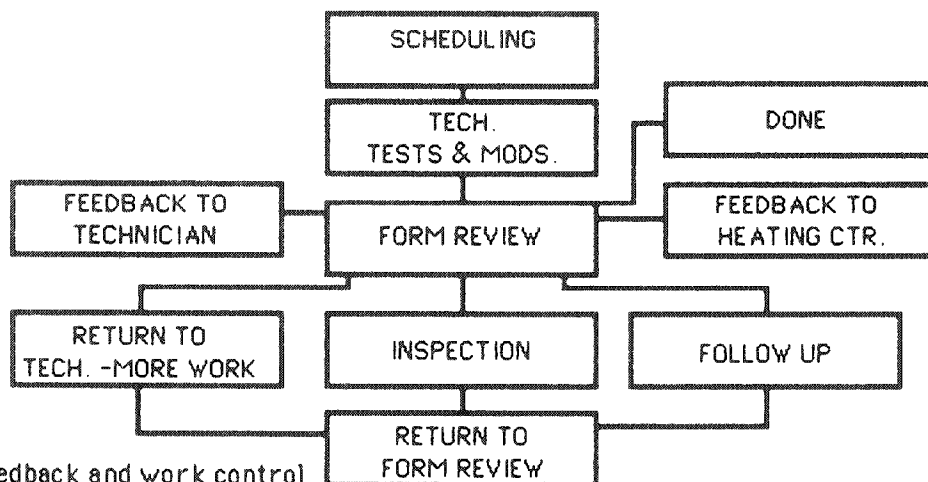 SCHEDULING
TECH.
TESTS & MODS.
DONE
FEEDBACK TO
TECHNICIAN
FORM REVIEW
FEEDBACK TO
HEATING CTR.
RETURN TO
TECH. -MORE WORK
INSPECTION
FOLLOW UP
RETURN TO
FORM REVIEW
edback and work control